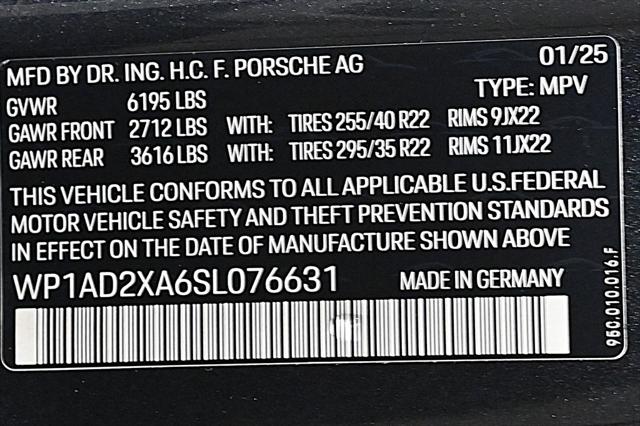 MFD BY DR. ING. H.C. F. PORSCHE AG 01/25
GVWR 6195 LBS TYPE: MPV
GAWR FRONT 2712 LBS WITH: TIRES 255/40 R22 RIMS 9JX22
GAWR REAR 3616 LBS WITH: TIRES 295/35 R22 RIMS 11JX22
THIS VEHICLE CONFORMS TO ALL APPLICABLE U.S.FEDERAL
MOTOR VEHICLE SAFETY AND THEFT PREVENTION STANDARDS
IN EFFECT ON THE DATE OF MANUFACTURE SHOWN ABOVE
WP1AD2XA6SL076631 MADE IN GERMANY
95C.010.016.F